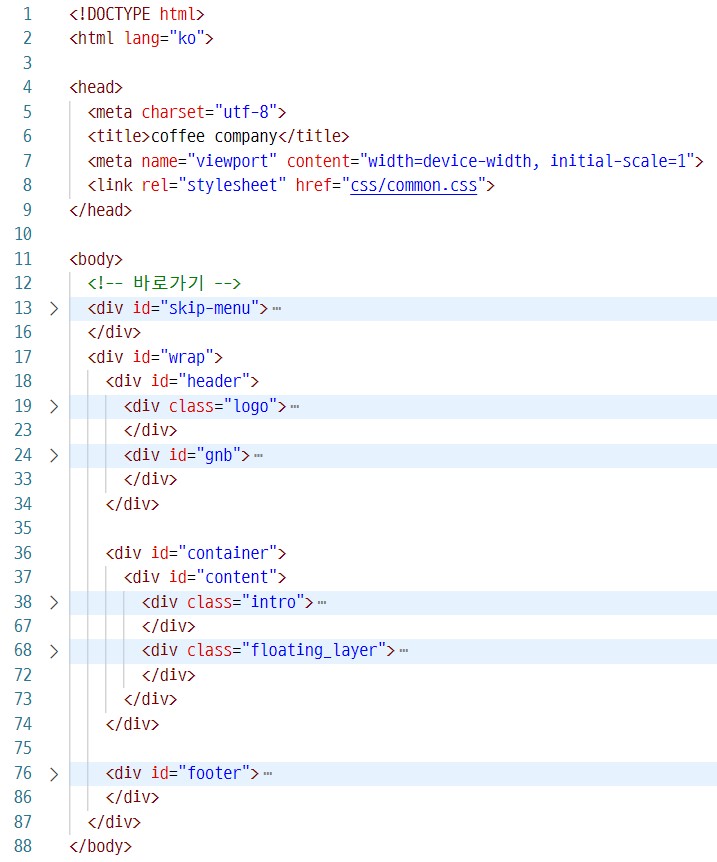 1 <!DOCTYPE html>
2 <html lang="ko">
3
4 <head>
5 <meta charset="utf-8">
6 <title>coffee company</title>
7 <meta name="viewport" content="width=device-width, initial-scale=1">
8 <link rel="stylesheet" href="css/common.css">
9 </head>
10
11 <body>
12 <!-- 바로가기 -->
13 > <div id="skip-menu">⋯
16 </div>
17 <div id="wrap">
18 <div id="header">
19 > <div class="logo">⋯
23 </div>
24 > <div id="gnb">⋯
33 </div>
34 </div>
35
36 <div id="container">
37 <div id="content">
38 > <div class="intro">⋯
67 </div>
68 > <div class="floating_layer">⋯
72 </div>
73 </div>
74 </div>
75
76 > <div id="footer">⋯
86 </div>
87 </div>
88 </body>